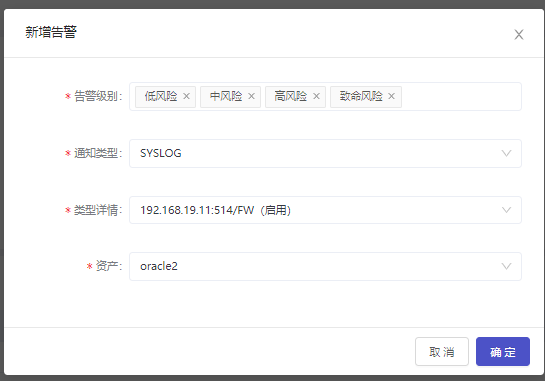 新增告警
* 告警级别: 低风险 × 中风险 × 高风险 × 致命风险 ×
* 通知类型: SYSLOG
* 类型详情: 192.168.19.11:514/FW（启用）
* 资产: oracle2
取 消 确 定